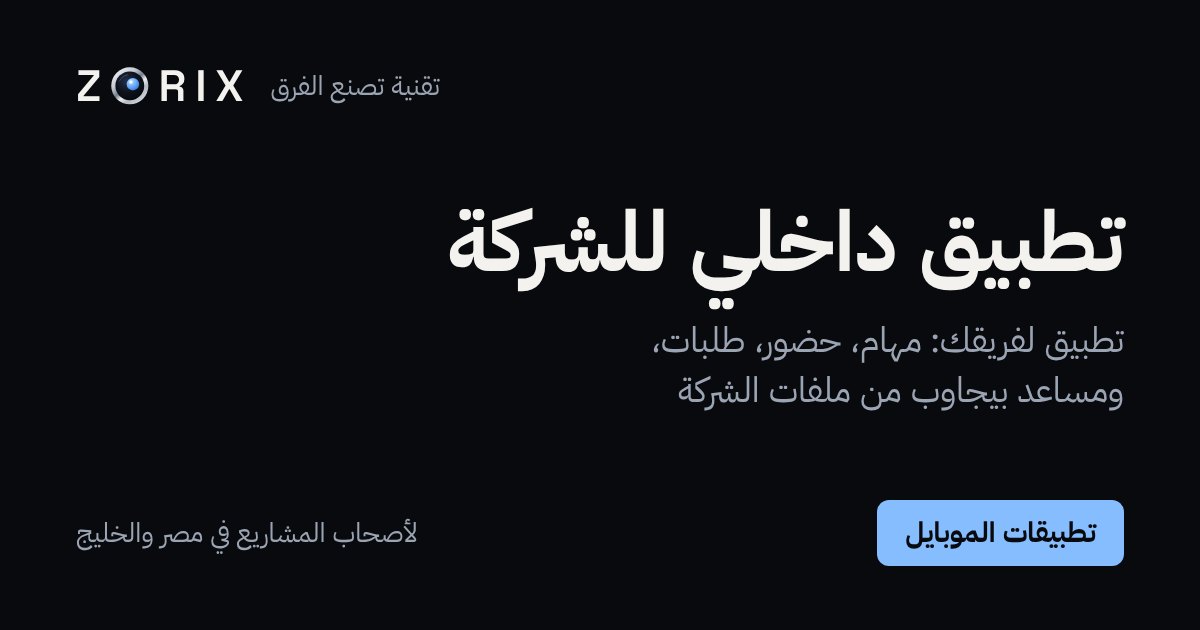 ZORIX
تقنية تصنع الفرق
تطبيق داخلي للشركة
تطبيق لفريقك: مهام، حضور، طلبات،
ومساعد بيجاوب من ملفات الشركة
تطبيقات الموبايل
لأصحاب المشاريع في مصر والخليج